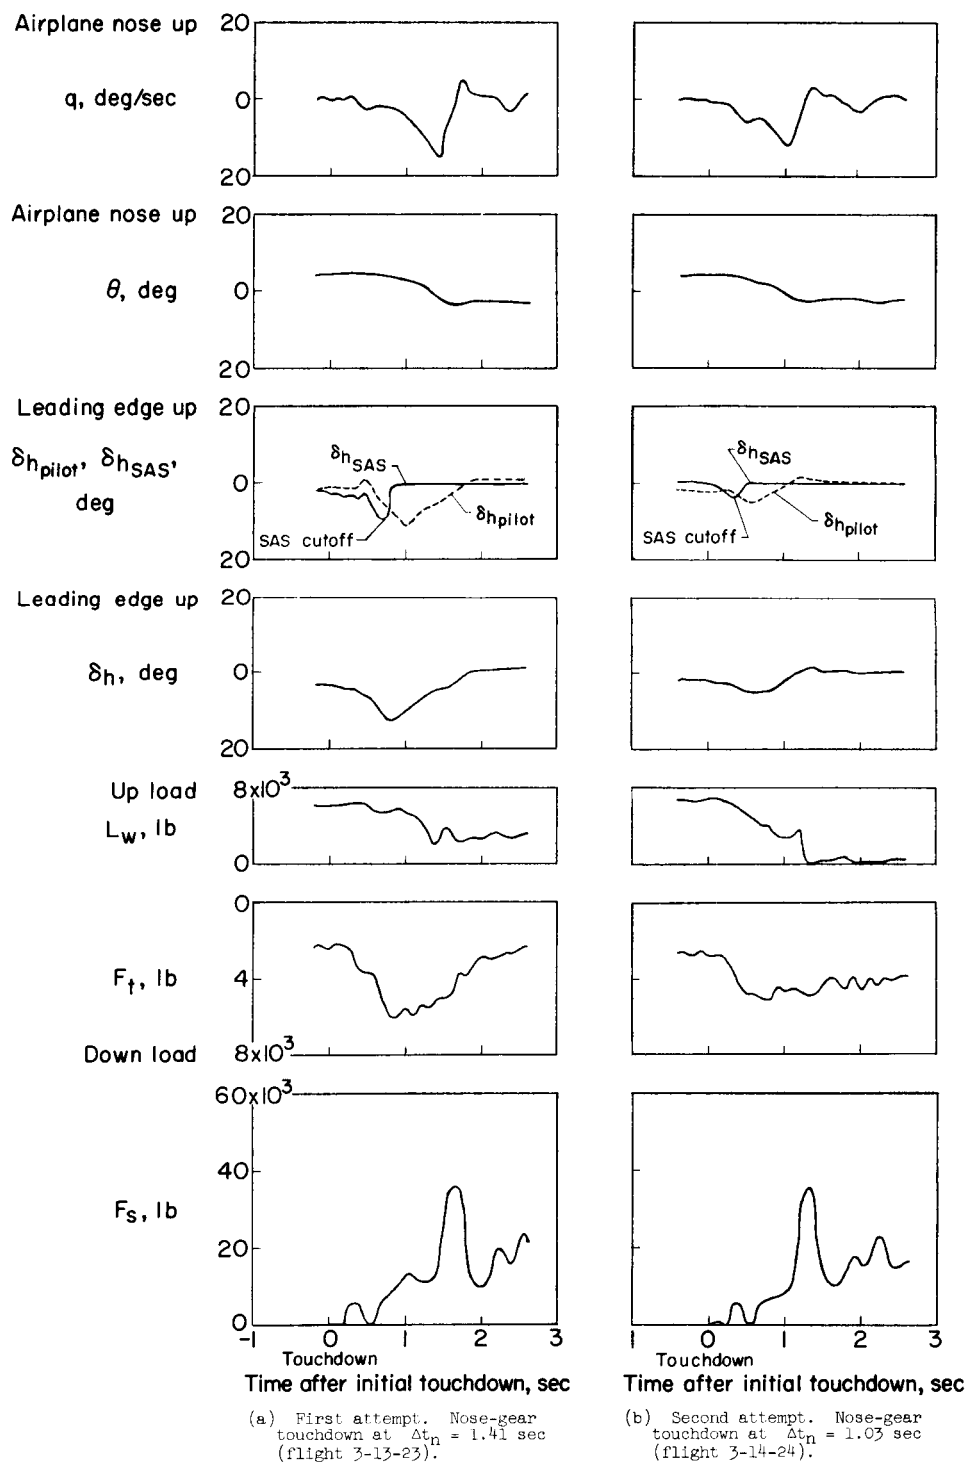 Airplane nose up
20
q, deg/sec
0
20
Airplane nose up
20
θ, deg
0
20
Leading edge up
20
δhpilot, δhSAS,
deg
0
20
δhSAS
SAS cutoff
δhpilot
δhSAS
SAS cutoff
δhpilot
Leading edge up
20
δh, deg
0
20
Up load
8x10³
Lw, lb
0
0
Ft, lb
4
Down load
8x10³
60x10³
40
Fs, lb
20
0
-1 0 1 2 3
1 0 1 2 3
Touchdown
Touchdown
Time after initial touchdown, sec
Time after initial touchdown, sec
(a) First attempt. Nose-gear
touchdown at Δtn = 1.41 sec
(flight 3-13-23).
(b) Second attempt. Nose-gear
touchdown at Δtn = 1.03 sec
(flight 3-14-24).